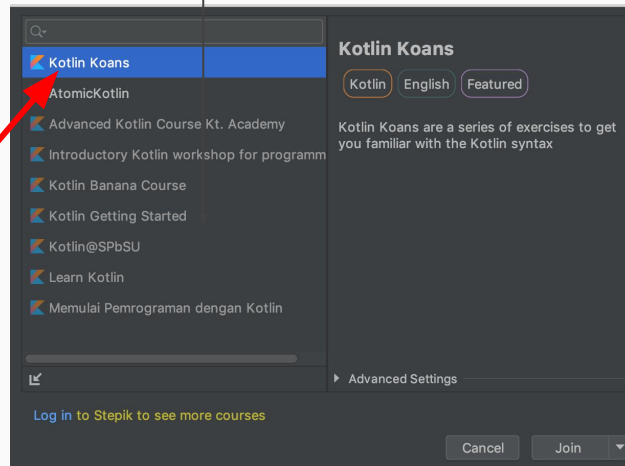 Kotlin Koans
AtomicKotlin
Advanced Kotlin Course Kt. Academy
Introductory Kotlin workshop for programm
Kotlin Banana Course
Kotlin Getting Started
Kotlin@SPbSU
Learn Kotlin
Memulai Pemrograman dengan Kotlin
Kotlin Koans
Kotlin English Featured
Kotlin Koans are a series of exercises to get
you familiar with the Kotlin syntax
Advanced Settings
Log in to Stepik to see more courses
Cancel Join